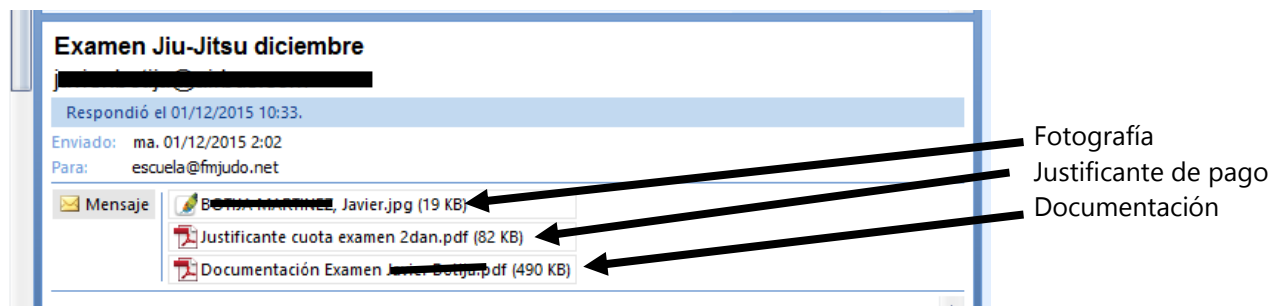 Examen Jiu-Jitsu diciembre
Respondió el 01/12/2015 10:33.
Enviado: ma. 01/12/2015 2:02
Para: escuela@fmjudo.net
Mensaje
, Javier.jpg (19 KB)
Justificante cuota examen 2dan.pdf (82 KB)
Documentación Examen .pdf (490 KB)
Fotografía
Justificante de pago
Documentación